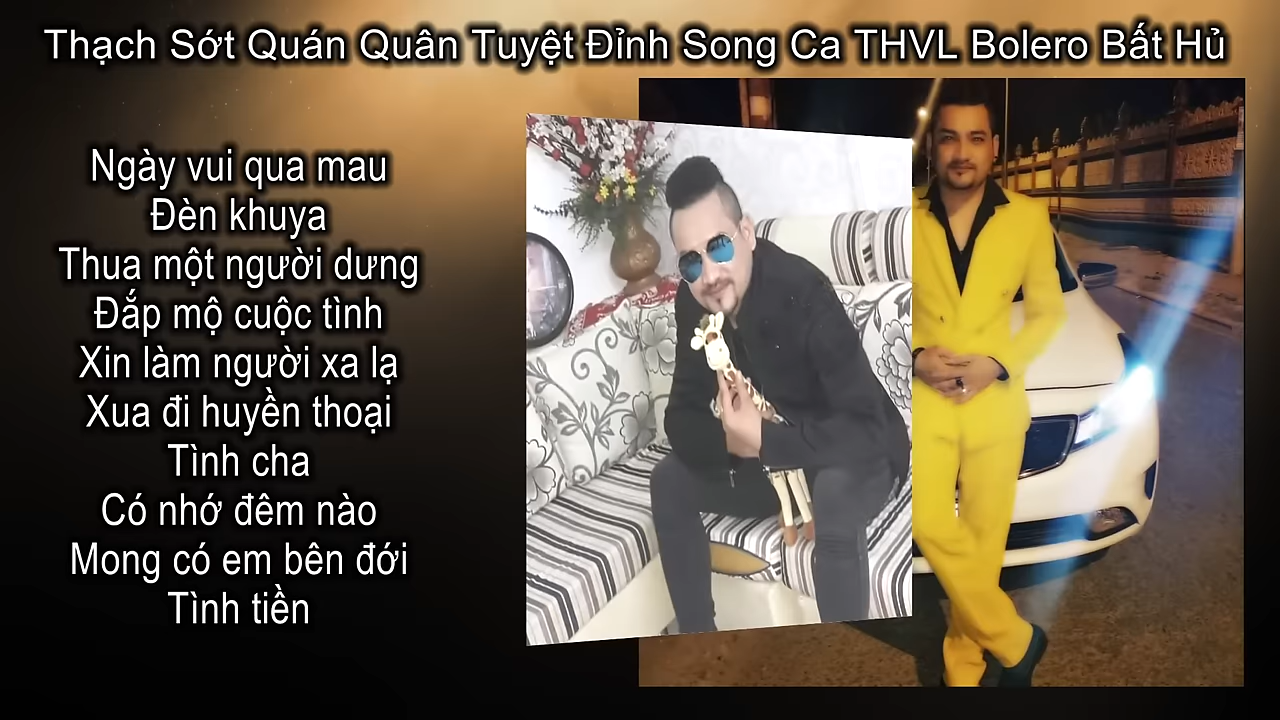 Thạch Sớt Quán Quân Tuyệt Đỉnh Song Ca THVL Bolero Bất Hủ
Ngày vui qua mau
Đèn khuya
Thua một người dưng
Đắp mộ cuộc tình
Xin làm người xa lạ
Xua đi huyền thoại
Tình cha
Có nhớ đêm nào
Mong có em bên đới
Tình tiền